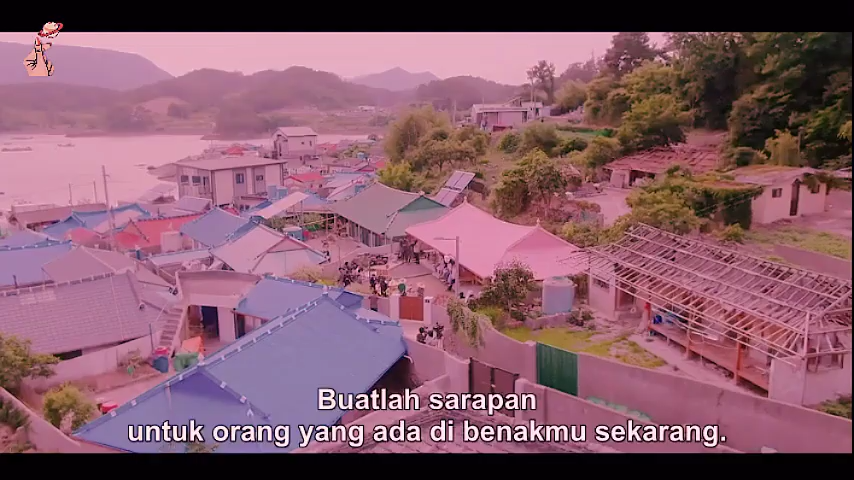 Buatlah sarapan
untuk orang yang ada di benakmu sekarang.